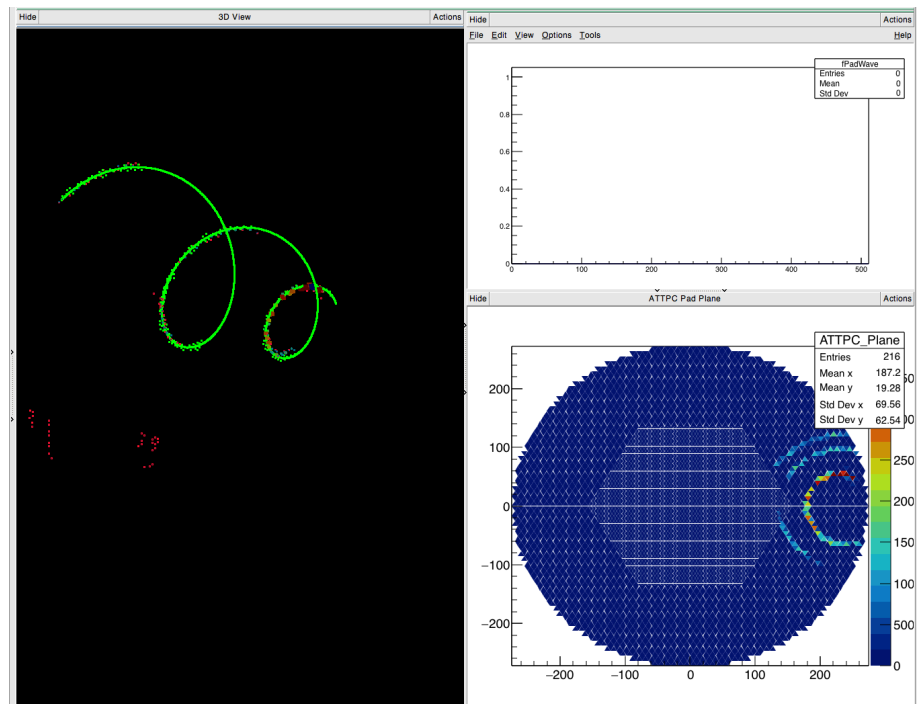 Hide 3D View Actions
Hide Actions
File Edit View Options Tools Help
fPadWave
Entries 0
Mean 0
Std Dev 0
1
0.8
0.6
0.4
0.2
0
0 100 200 300 400 500
Hide ATTPC Pad Plane Actions
ATTPC_Plane
Entries 216
Mean x 187.2
Mean y 19.28
Std Dev x 69.56
Std Dev y 62.54
200
100
0
−100
−200
−200 −100 0 100 200
250
200
150
100
500
0